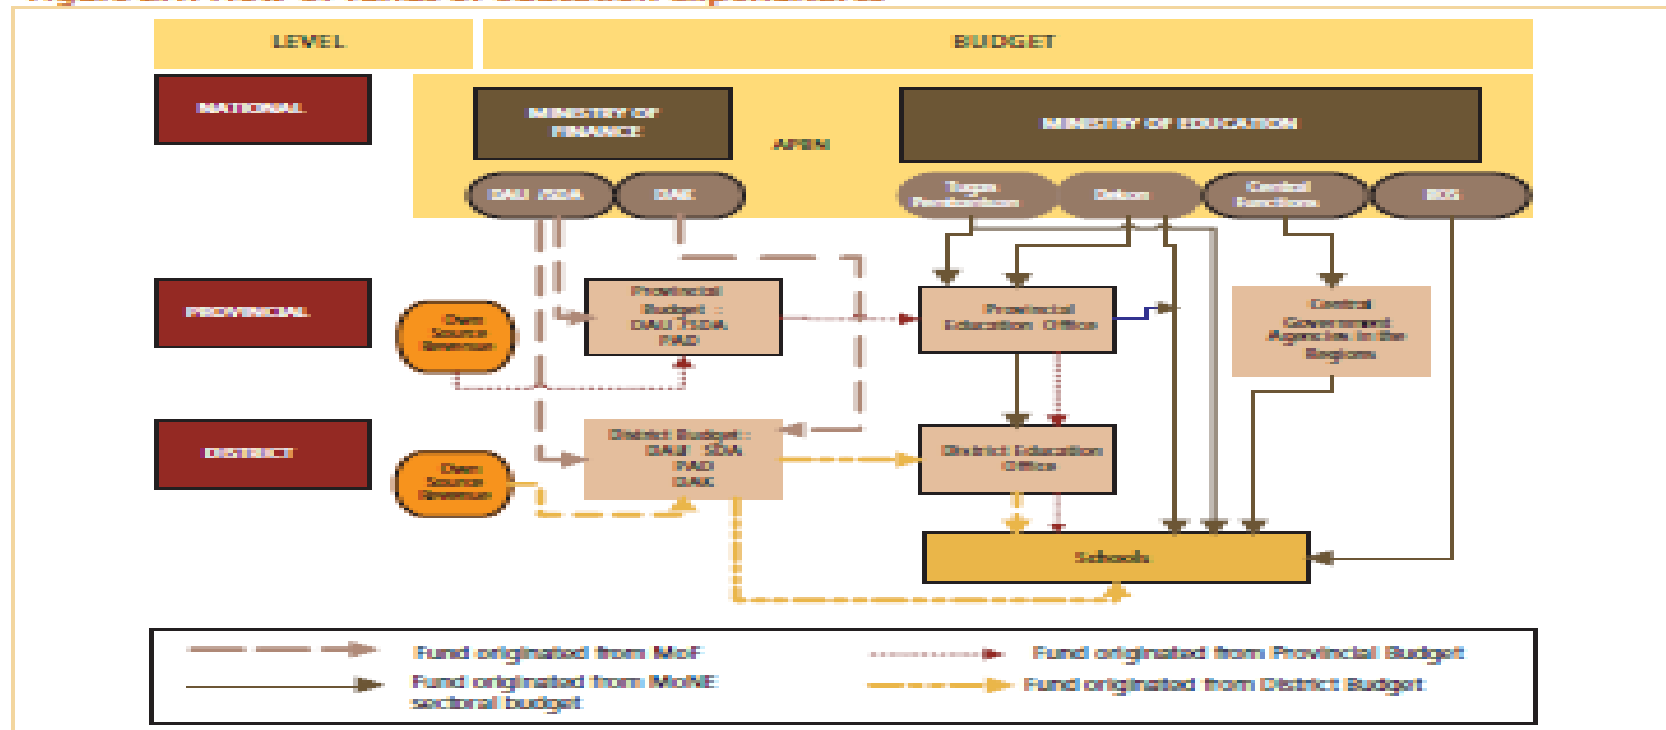 LEVEL
BUDGET
NATIONAL
MINISTRY OF
FINANCE
APBN
MINISTRY OF EDUCATION
DAU /SDA
DAK
Dekon
Central
Functions
BOS
PROVINCIAL
Own
Source
Revenue
Provincial
Budget :
DAU /SDA
PAD
Provincial
Education Office
Central
Government
Agencies in the
Regions
DISTRICT
Own
Source
Revenue
District Budget :
DAU SDA
PAD
DAK
District Education
Office
Schools
Fund originated from MoF
Fund originated from Provincial Budget
Fund originated from MoNE
sectoral budget
Fund originated from District Budget